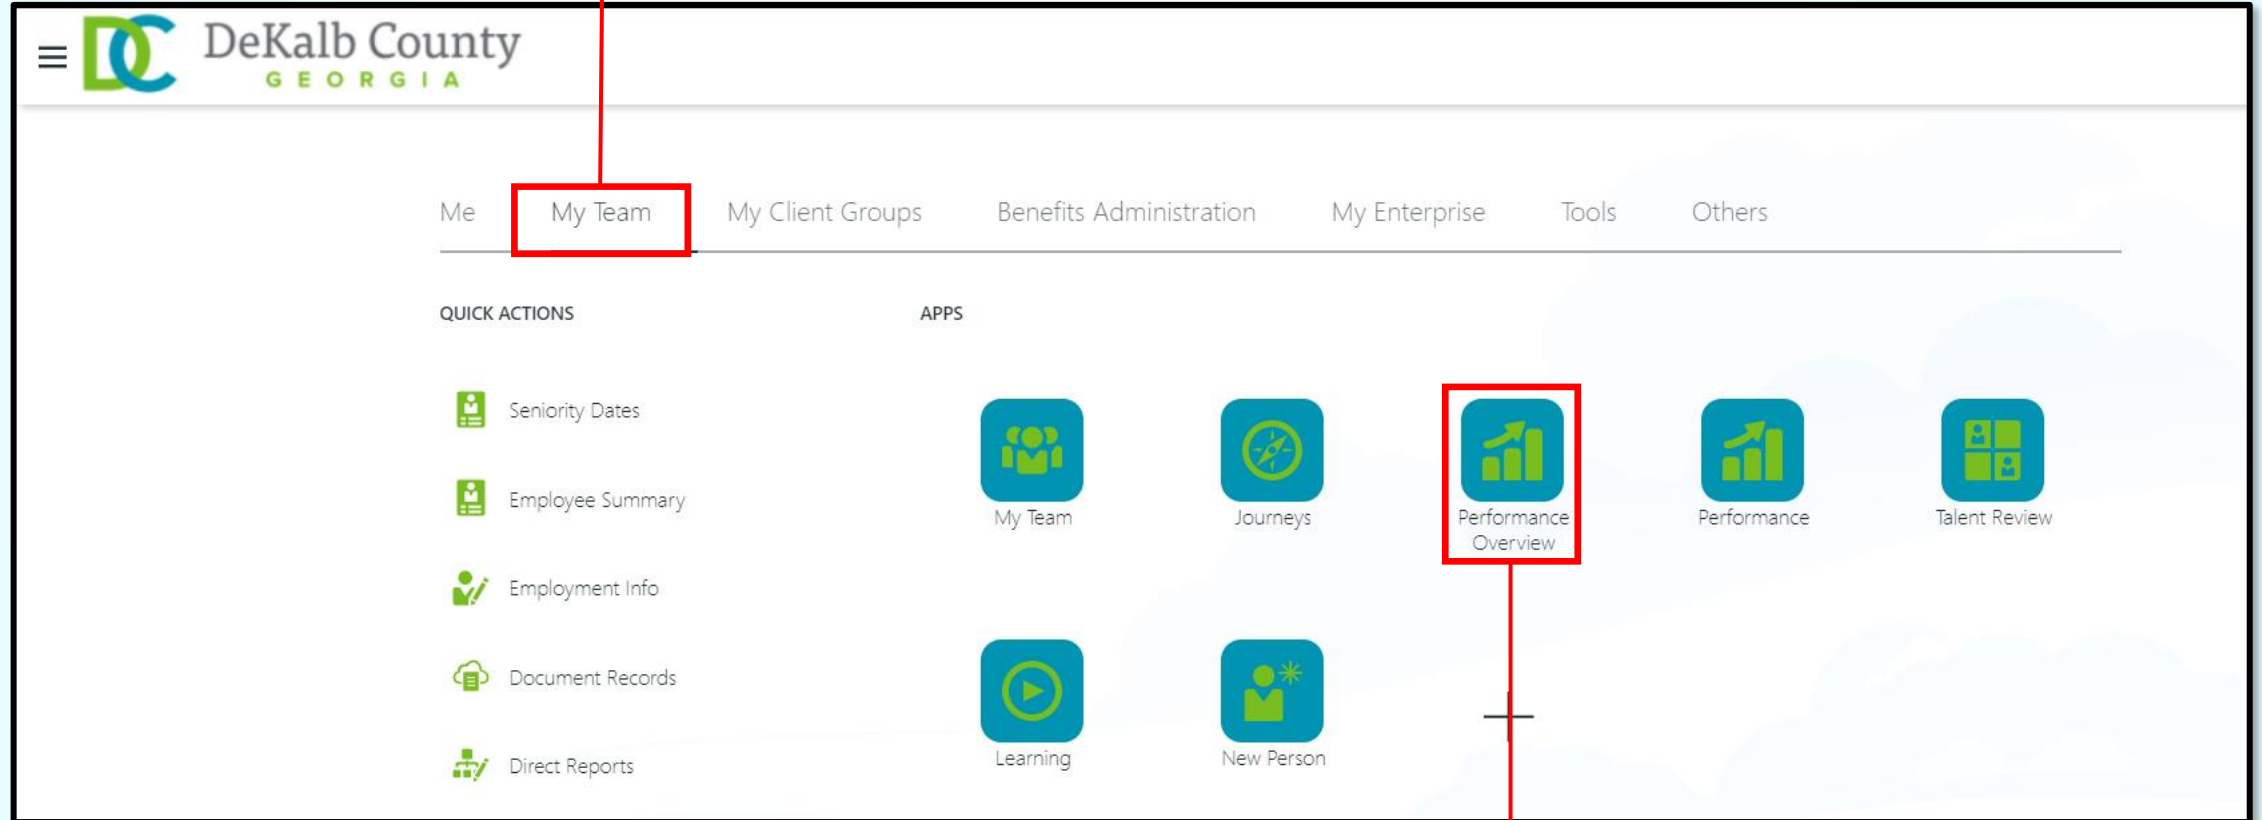 DeKalb County
GEORGIA
Me My Team My Client Groups Benefits Administration My Enterprise Tools Others
QUICK ACTIONS
APPS
Seniority Dates
Employee Summary
Employment Info
Document Records
Direct Reports
My Team
Journeys
Performance
Overview
Performance
Talent Review
Learning
New Person